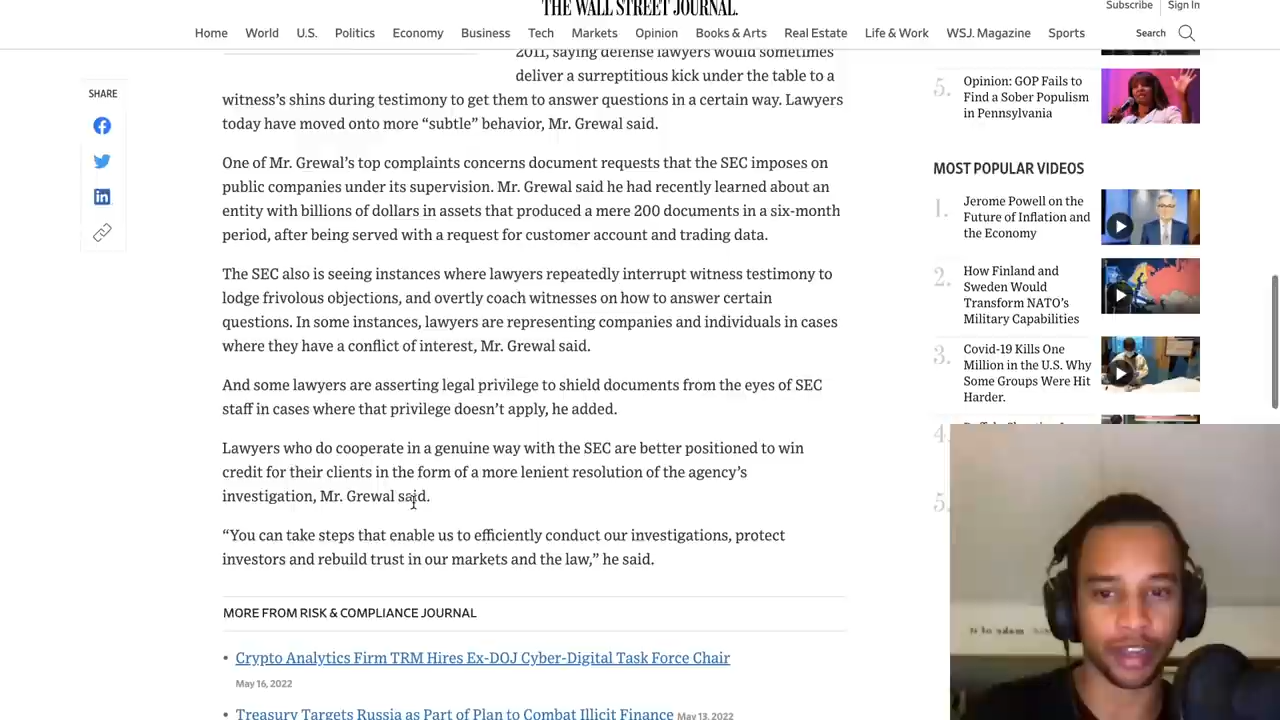 THE WALL STREET JOURNAL.
Subscribe
Sign In
Home World U.S. Politics Economy Business Tech Markets Opinion Books & Arts Real Estate Life & Work WSJ. Magazine Sports
Search
SHARE
2011, saying defense lawyers would sometimes
deliver a surreptitious kick under the table to a
witness’s shins during testimony to get them to answer questions in a certain way. Lawyers
today have moved onto more “subtle” behavior, Mr. Grewal said.
One of Mr. Grewal’s top complaints concerns document requests that the SEC imposes on
public companies under its supervision. Mr. Grewal said he had recently learned about an
entity with billions of dollars in assets that produced a mere 200 documents in a six-month
period, after being served with a request for customer account and trading data.
The SEC also is seeing instances where lawyers repeatedly interrupt witness testimony to
lodge frivolous objections, and overtly coach witnesses on how to answer certain
questions. In some instances, lawyers are representing companies and individuals in cases
where they have a conflict of interest, Mr. Grewal said.
And some lawyers are asserting legal privilege to shield documents from the eyes of SEC
staff in cases where that privilege doesn’t apply, he added.
Lawyers who do cooperate in a genuine way with the SEC are better positioned to win
credit for their clients in the form of a more lenient resolution of the agency’s
investigation, Mr. Grewal said.
“You can take steps that enable us to efficiently conduct our investigations, protect
investors and rebuild trust in our markets and the law,” he said.
MORE FROM RISK & COMPLIANCE JOURNAL
• Crypto Analytics Firm TRM Hires Ex-DOJ Cyber-Digital Task Force Chair
May 16, 2022
• Treasury Targets Russia as Part of Plan to Combat Illicit Finance May 13, 2022
5.
Opinion: GOP Fails to
Find a Sober Populism
in Pennsylvania
MOST POPULAR VIDEOS
1.
Jerome Powell on the
Future of Inflation and
the Economy
2.
How Finland and
Sweden Would
Transform NATO’s
Military Capabilities
3.
Covid-19 Kills One
Million in the U.S. Why
Some Groups Were Hit
Harder.
4.
5.
make of it